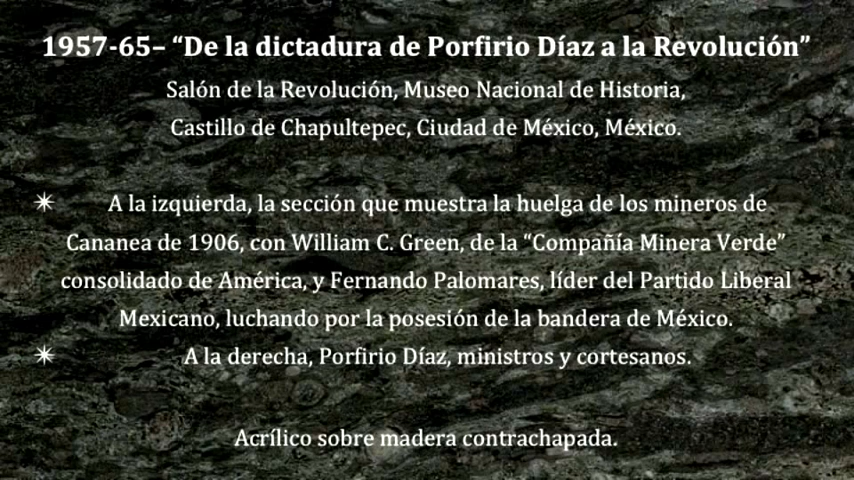 1957-65– “De la dictadura de Porfirio Díaz a la Revolución”
Salón de la Revolución, Museo Nacional de Historia,
Castillo de Chapultepec, Ciudad de México, México.
✴ A la izquierda, la sección que muestra la huelga de los mineros de
Cananea de 1906, con William C. Green, de la “Compañía Minera Verde”
consolidado de América, y Fernando Palomares, líder del Partido Liberal
Mexicano, luchando por la posesión de la bandera de México.
✴ A la derecha, Porfirio Díaz, ministros y cortesanos.
Acrílico sobre madera contrachapada.